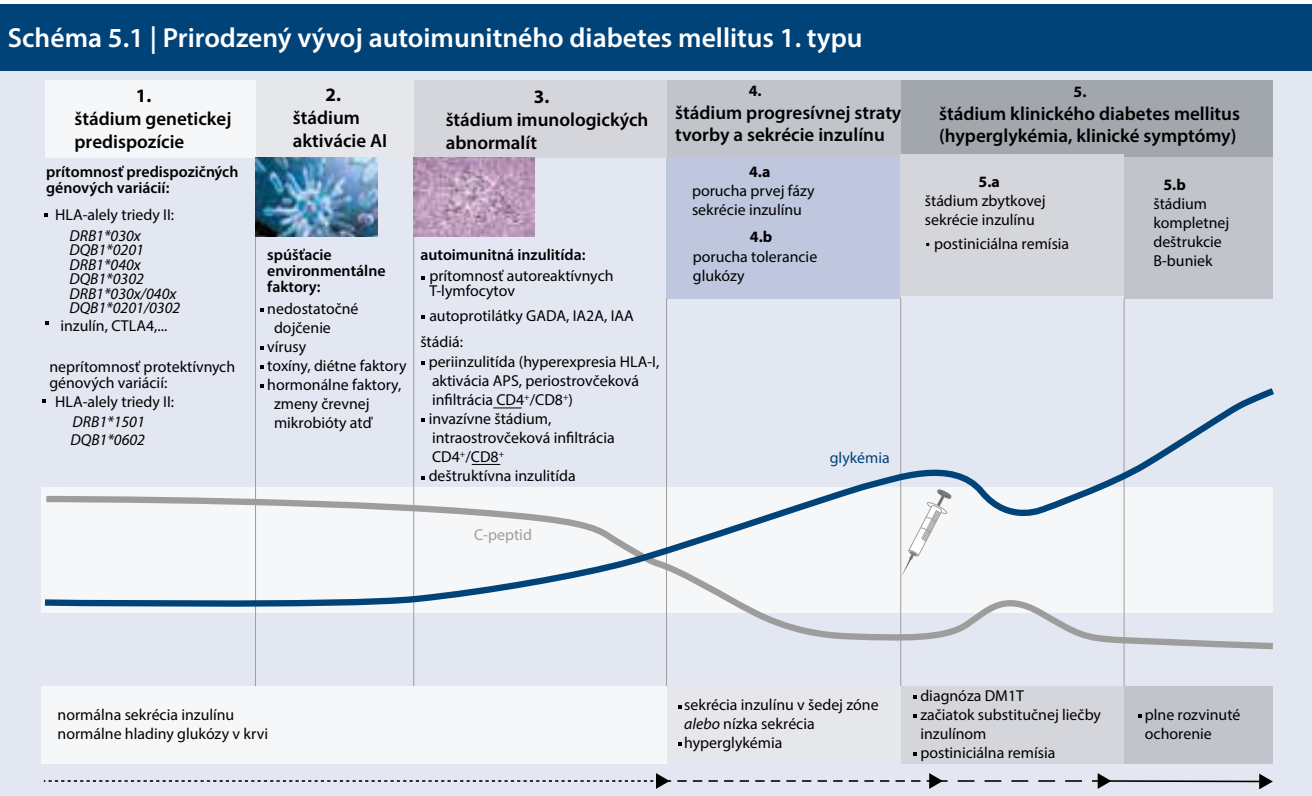 Schéma 5.1 | Prirodzený vývoj autoimunitného diabetes mellitus 1. typu
1.
štádium genetickej
predispozície
prítomnosť predispozičných
génových variácií:
▪ HLA-alely triedy II:
DRB1*030x
DQB1*0201
DRB1*040x
DQB1*0302
DRB1*030x/040x
DQB1*0201/0302
▪ inzulín, CTLA4,...
neprítomnosť protektívnych
génových variácií:
▪ HLA-alely triedy II:
DRB1*1501
DQB1*0602
2.
štádium
aktivácie AI
spúšťacie
environmentálne
faktory:
▪ nedostatočné
dojčenie
▪ vírusy
▪ toxíny, diétne faktory
▪ hormonálne faktory,
zmeny črevnej
mikrobióty atď
3.
štádium imunologických
abnormalít
autoimunitná inzulitída:
▪ prítomnosť autoreaktívnych
T-lymfocytov
▪ autoprotilátky GADA, IA2A, IAA
štádiá:
▪ periinzulitída (hyperexpresia HLA-I,
aktivácia APS, periostrovčeková
infiltrácia CD4⁺/CD8⁺)
▪ invazívne štádium,
intraostrovčeková infiltrácia
CD4⁺/CD8⁺
▪ deštruktívna inzulitída
4.
štádium progresívnej straty
tvorby a sekrécie inzulínu
4.a
porucha prvej fázy
sekrécie inzulínu
4.b
porucha tolerancie
glukózy
5.
štádium klinického diabetes mellitus
(hyperglykémia, klinické symptómy)
5.a
štádium zbytkovej
sekrécie inzulínu
▪ postiniciálna remísia
5.b
štádium
kompletnej
deštrukcie
B-buniek
glykémia
C-peptid
normálna sekrécia inzulínu
normálne hladiny glukózy v krvi
▪ sekrécia inzulínu v šedej zóne
alebo nízka sekrécia
▪ hyperglykémia
▪ diagnóza DM1T
▪ začiatok substitučnej liečby
inzulínom
▪ postiniciálna remísia
▪ plne rozvinuté
ochorenie